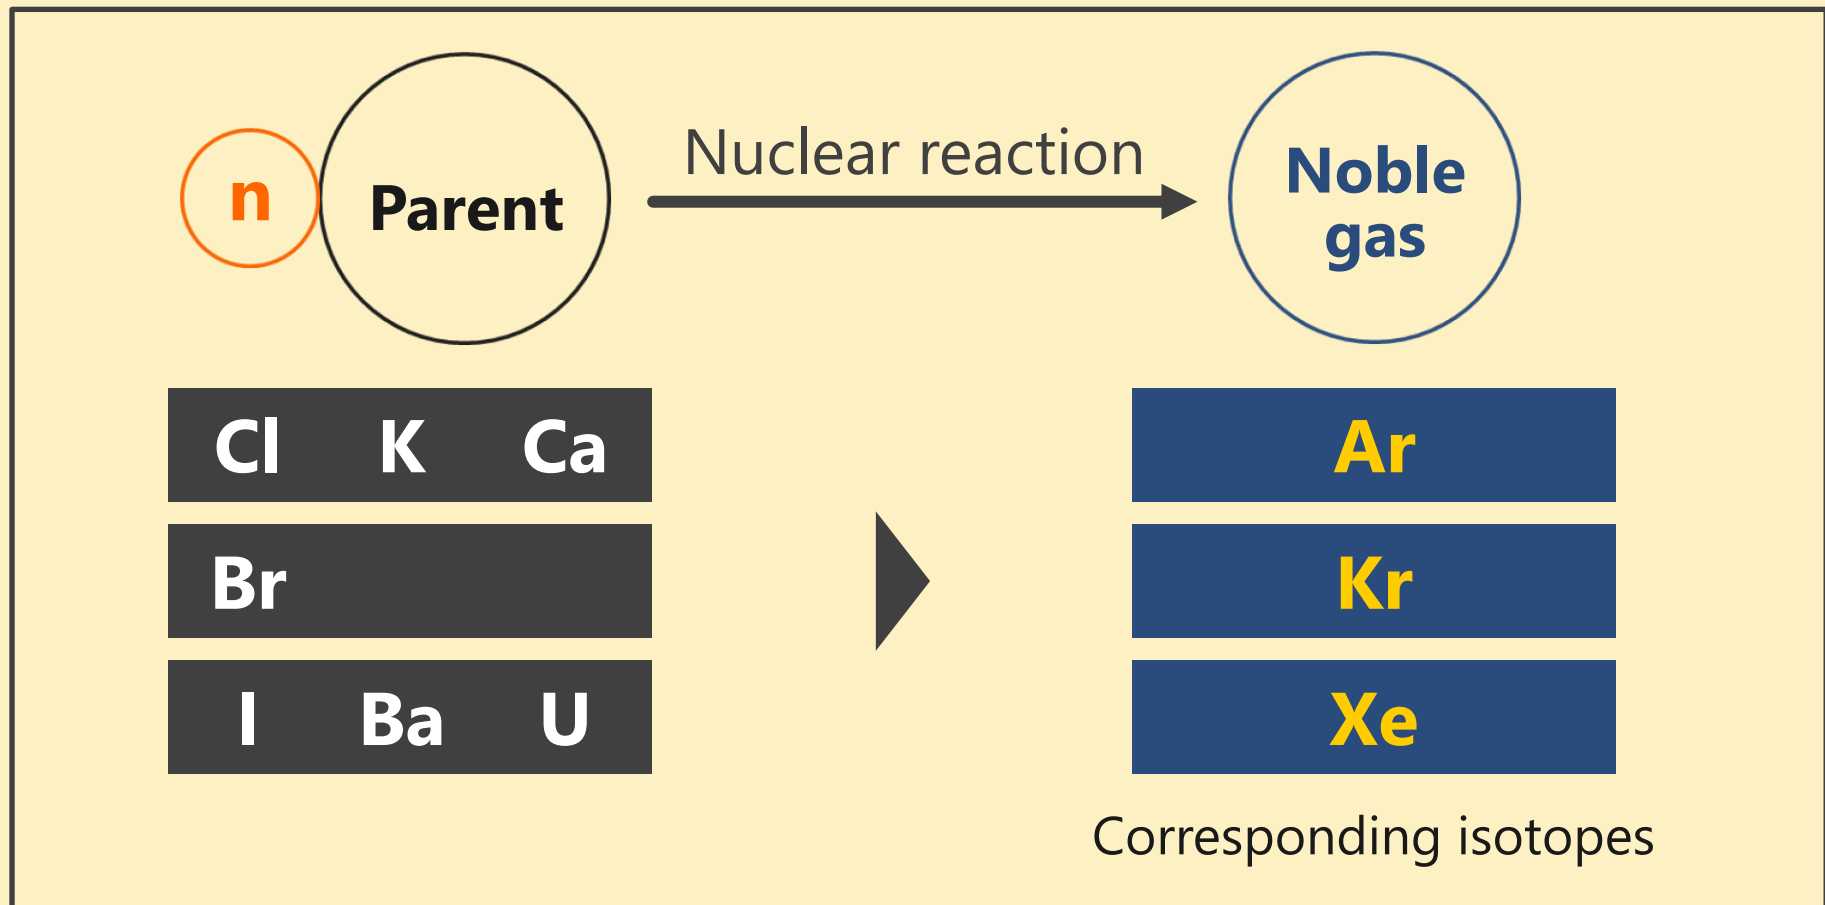 n
Parent
Nuclear reaction
Noble
gas
Cl K Ca
Ar
Br
Kr
I Ba U
Xe
Corresponding isotopes